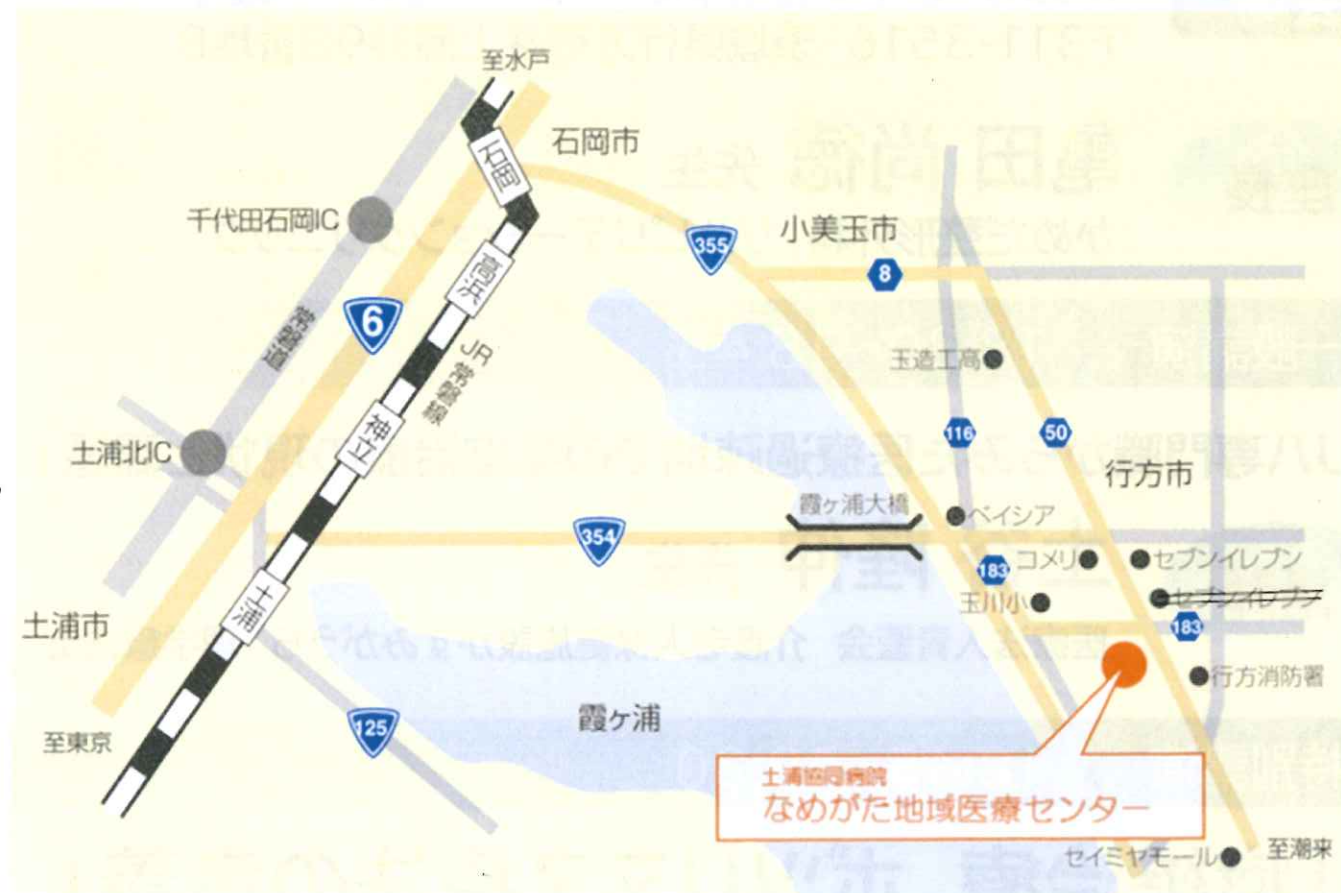 至水戸
石岡市
石岡
千代田石岡IC
小美玉市
355
8
高浜
6
常磐道
JR常磐線
玉造工高
神立
116
50
土浦北IC
行方市
霞ヶ浦大橋
ベイシア
354
183
コメリ
セブンイレブン
土浦
玉川小
セブンイレブン
土浦市
183
行方消防署
霞ヶ浦
125
至東京
土浦協同病院
なめがた地域医療センター
セイミヤモール
至潮来